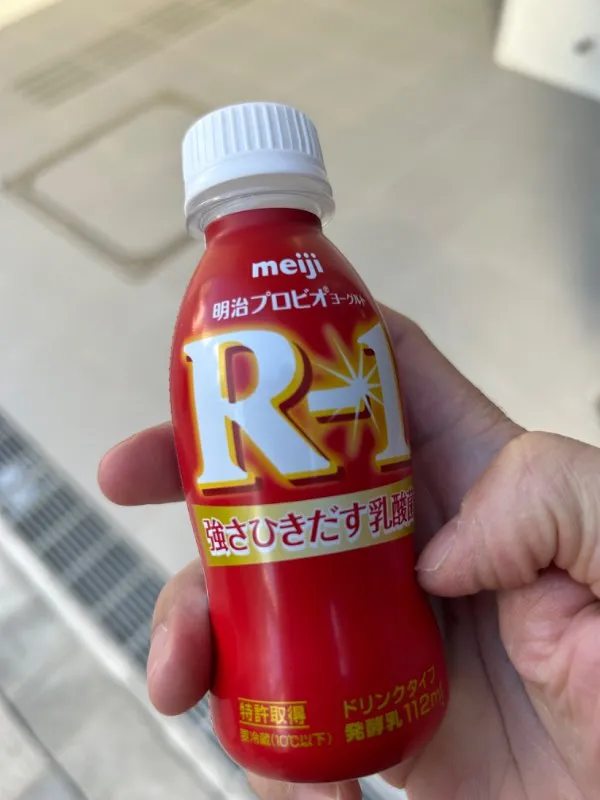 meiji
明治プロビオヨーグルト
R-1
強さひきだす乳酸菌
特許取得
要冷蔵(10℃以下)
ドリンクタイプ
発酵乳 112ml